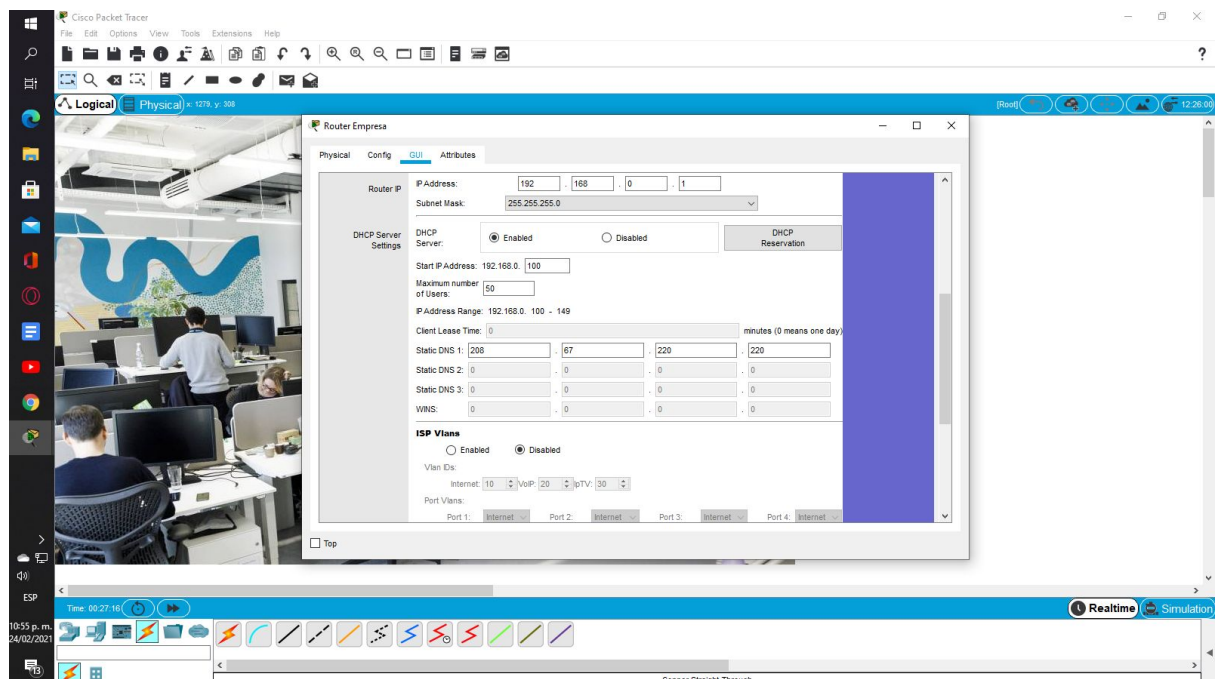 Cisco Packet Tracer
File Edit Options View Tools Extensions Help
?
Logical Physical x: 1279, y: 308 [Root] 12:26:00
Router Empresa
Physical Config GUI Attributes
Router IP
IP Address: 192 . 168 . 0 . 1
Subnet Mask: 255.255.255.0
DHCP Server Settings
DHCP Server: Enabled Disabled DHCP Reservation
Start IP Address: 192.168.0. 100
Maximum number of Users: 50
IP Address Range: 192.168.0. 100 - 149
Client Lease Time: 0 minutes (0 means one day)
Static DNS 1: 208 . 67 . 220 . 220
Static DNS 2: 0 . 0 . 0 . 0
Static DNS 3: 0 . 0 . 0 . 0
WINS: 0 . 0 . 0 . 0
ISP Vlans
Enabled Disabled
Vlan IDs:
Internet: 10 VoIP: 20 IpTV: 30
Port Vlans:
Port 1: Internet Port 2: Internet Port 3: Internet Port 4: Internet
Top
ESP
Time: 00:27:16 Realtime Simulation
10:55 p. m.
24/02/2021